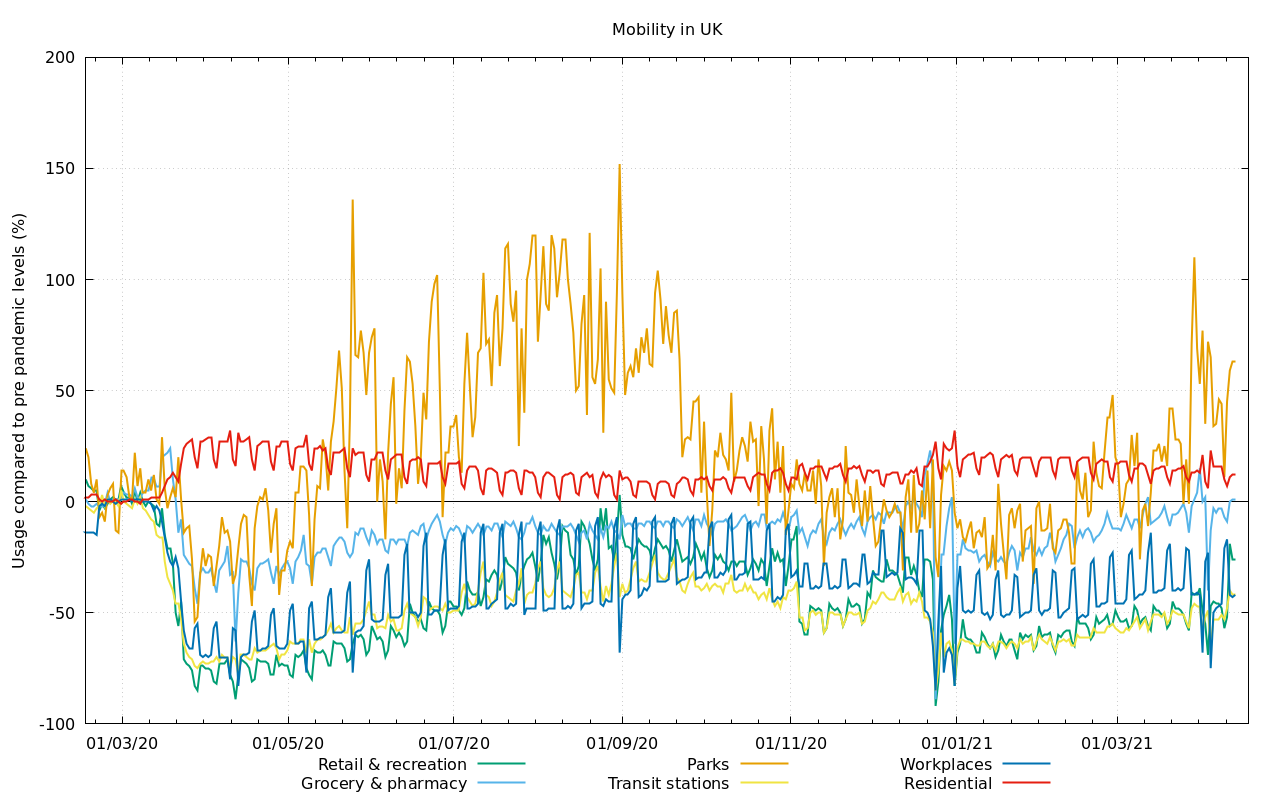 Mobility in UK
Usage compared to pre pandemic levels (%)
200
150
100
50
0
-50
-100
01/03/20 01/05/20 01/07/20 01/09/20 01/11/20 01/01/21 01/03/21
Retail & recreation Parks Workplaces
Grocery & pharmacy Transit stations Residential